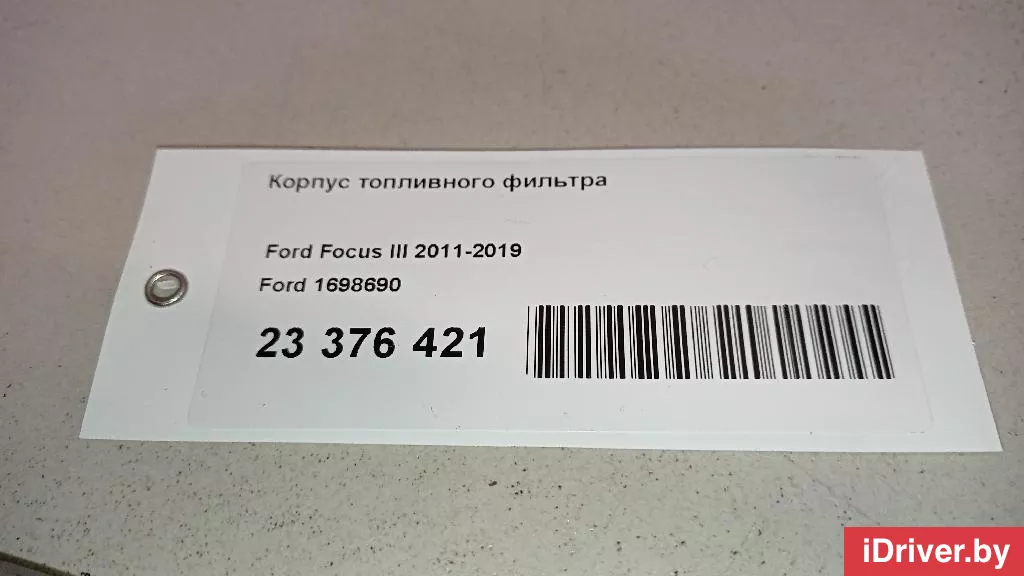 Корпус топливного фильтра
Ford Focus III 2011-2019
Ford 1698690
23 376 421
iDriver.by